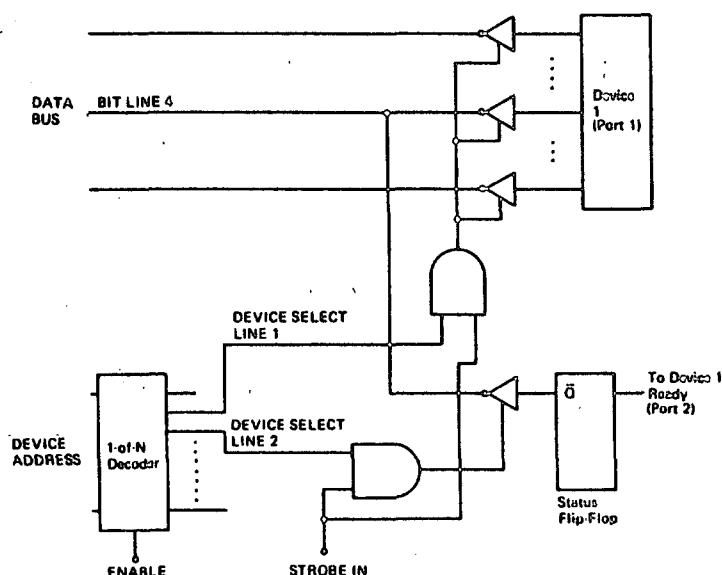 DATA
BUS
BIT LINE 4
Device
1
(Port 1)
DEVICE SELECT
LINE 1
DEVICE SELECT
LINE 2
DEVICE
ADDRESS
1-of-N
Decoder
Q̅
To Device 1
Ready
(Port 2)
Status
Flip-Flop
ENABLE
STROBE IN